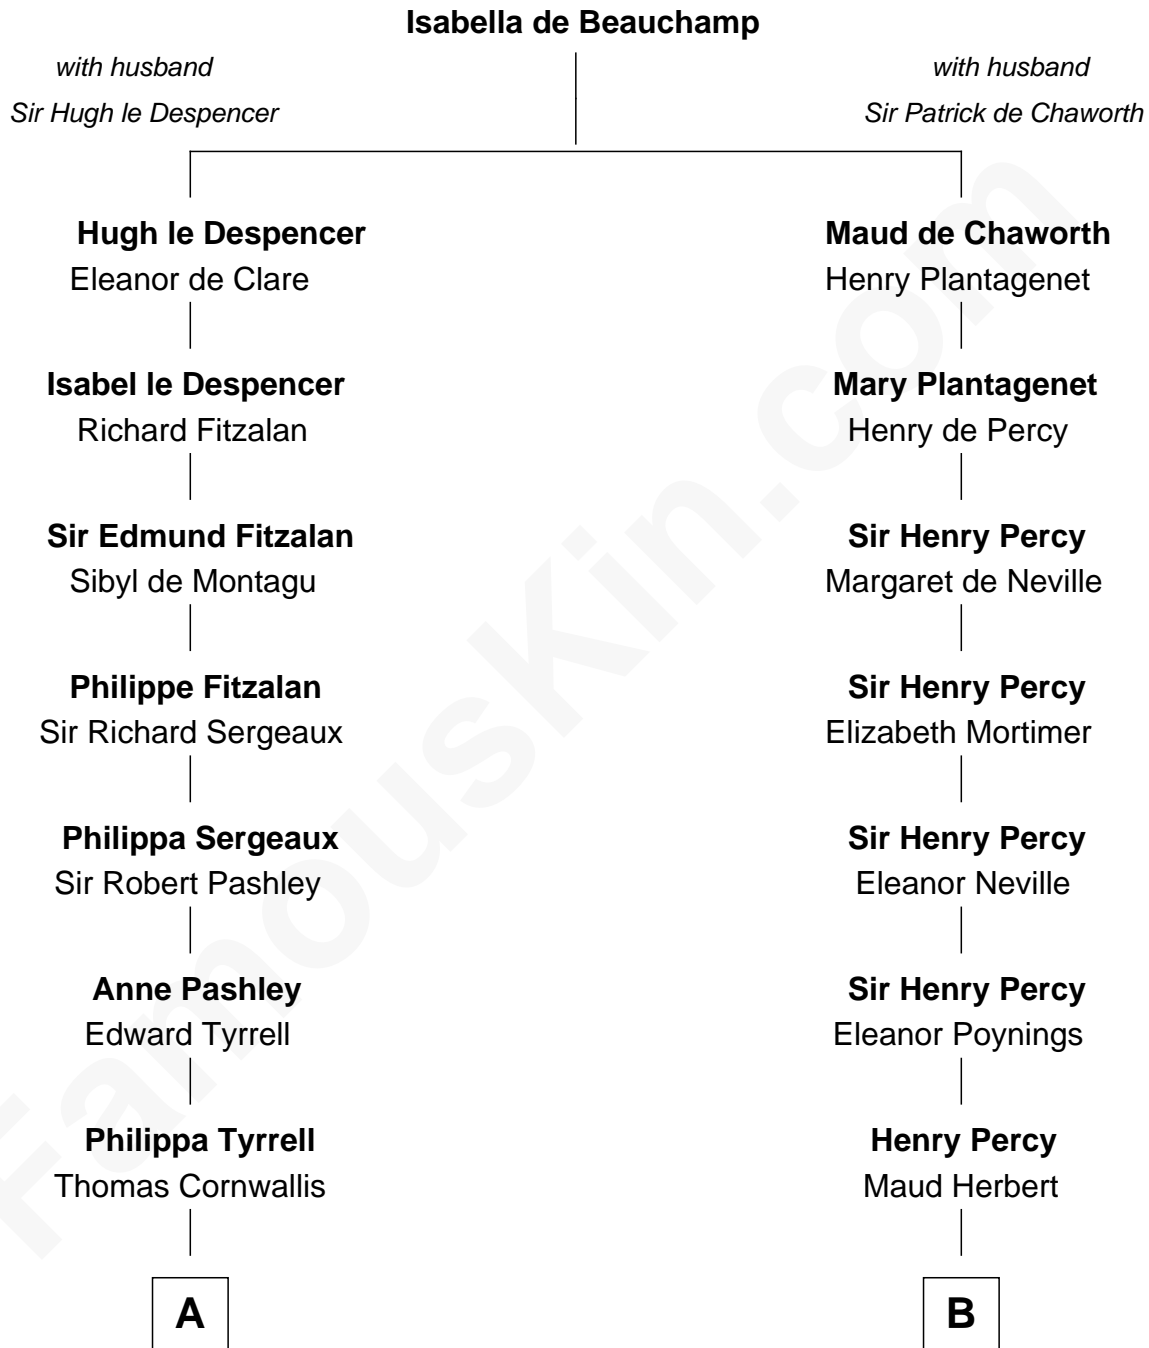 Isabella de Beauchamp
with husband
Sir Hugh le Despencer
with husband
Sir Patrick de Chaworth
Hugh le Despencer
Eleanor de Clare
Maud de Chaworth
Henry Plantagenet
Isabel le Despencer
Richard Fitzalan
Mary Plantagenet
Henry de Percy
Sir Edmund Fitzalan
Sibyl de Montagu
Sir Henry Percy
Margaret de Neville
Philippe Fitzalan
Sir Richard Sergeaux
Sir Henry Percy
Elizabeth Mortimer
Philippa Sergeaux
Sir Robert Pashley
Sir Henry Percy
Eleanor Neville
Anne Pashley
Edward Tyrrell
Sir Henry Percy
Eleanor Poynings
Philippa Tyrrell
Thomas Cornwallis
Henry Percy
Maud Herbert
A
B
FamousKin.com